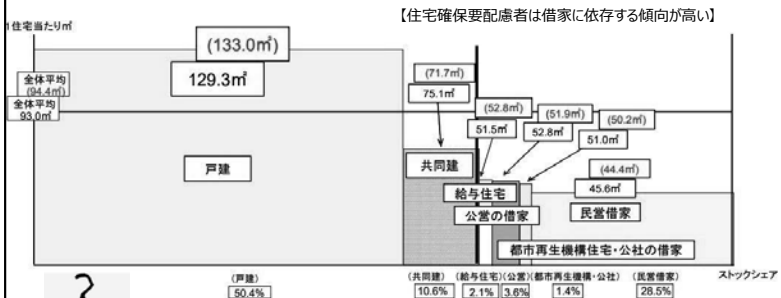 【住宅確保要配慮者は借家に依存する傾向が高い】
1住宅当たり㎡
(133.0㎡)
129.3㎡
(71.7㎡)
75.1㎡
(52.8㎡)
51.5㎡
(51.9㎡)
52.8㎡
(50.2㎡)
51.0㎡
(44.4㎡)
45.6㎡
全体平均
(94.4㎡)
全体平均
93.0㎡
戸建
共同建
給与住宅
公営の借家
民営借家
都市再生機構住宅・公社の借家
(戸建) (共同建) (給与住宅)(公営)(都市再生機構・公社) (民営借家) ストックシェア
50.4% 10.6% 2.1% 3.6% 1.4% 28.5%
?